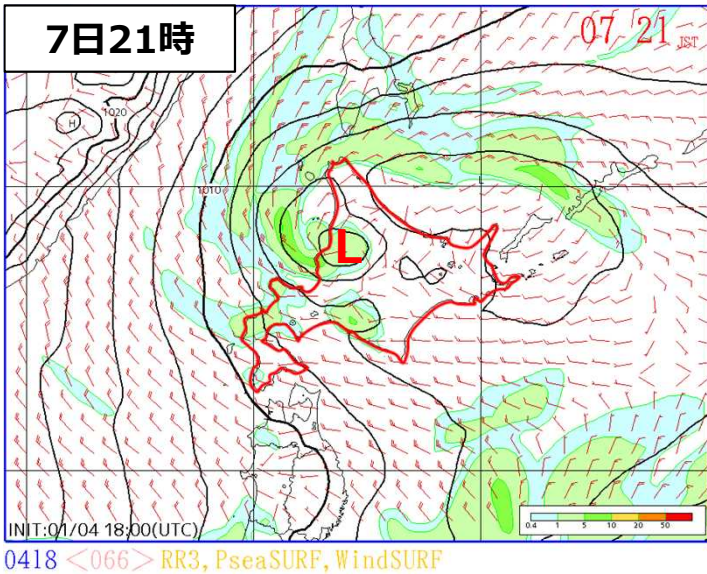 7日21時
07 21 JST
1020
H
1010
L
L
INIT:01/04 18:00(UTC)
0.4 1 5 10 20 50
0418 <066> RR3,PseaSURF,WindSURF